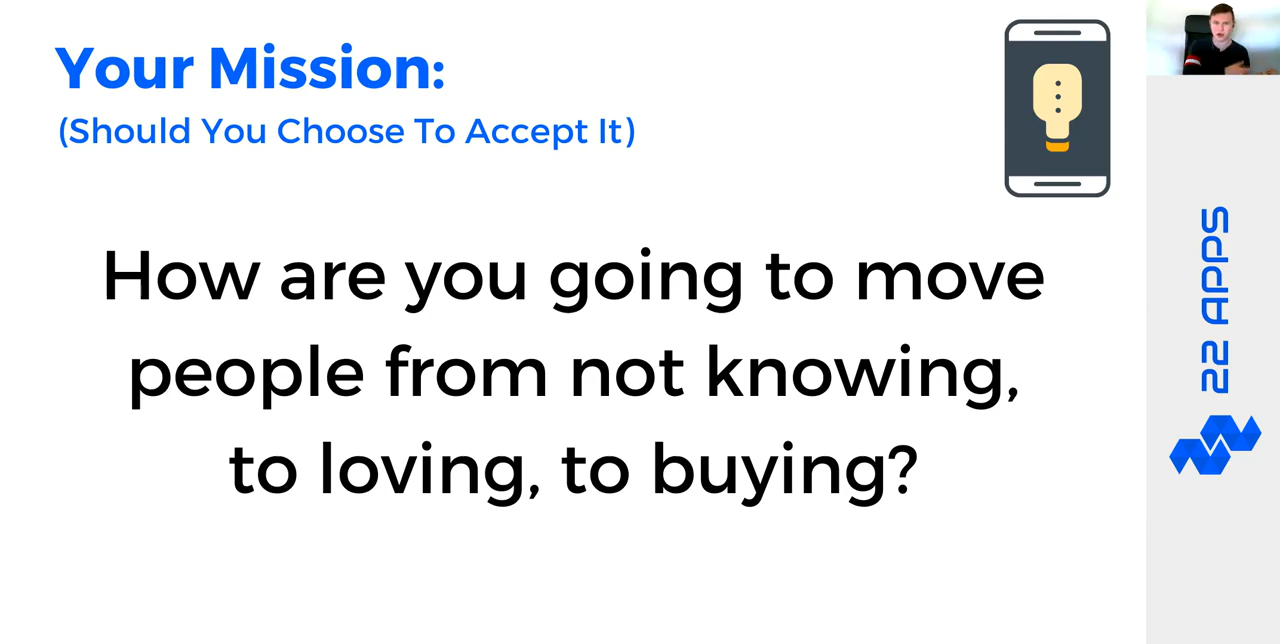 Your Mission:
(Should You Choose To Accept It)
How are you going to move
people from not knowing,
to loving, to buying?
22 APPS